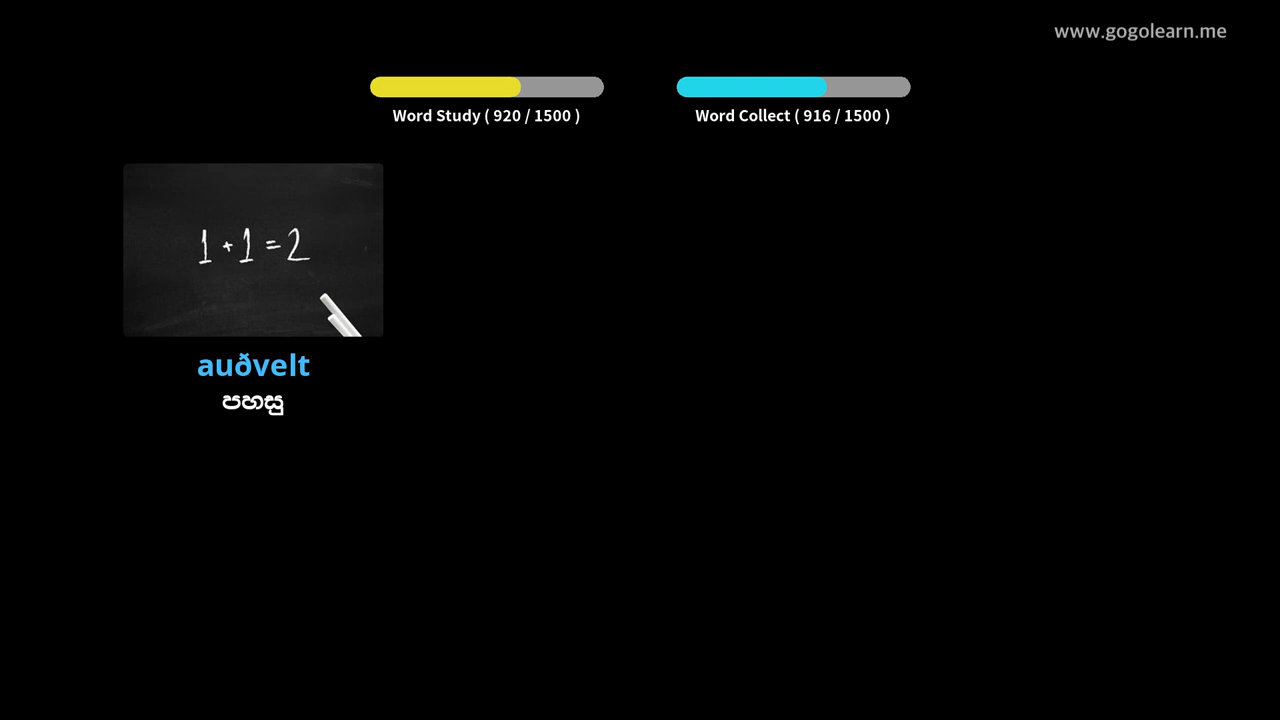 www.gogolearn.me
Word Study ( 920 / 1500 )
Word Collect ( 916 / 1500 )
1 + 1 = 2
auðvelt
පහසු